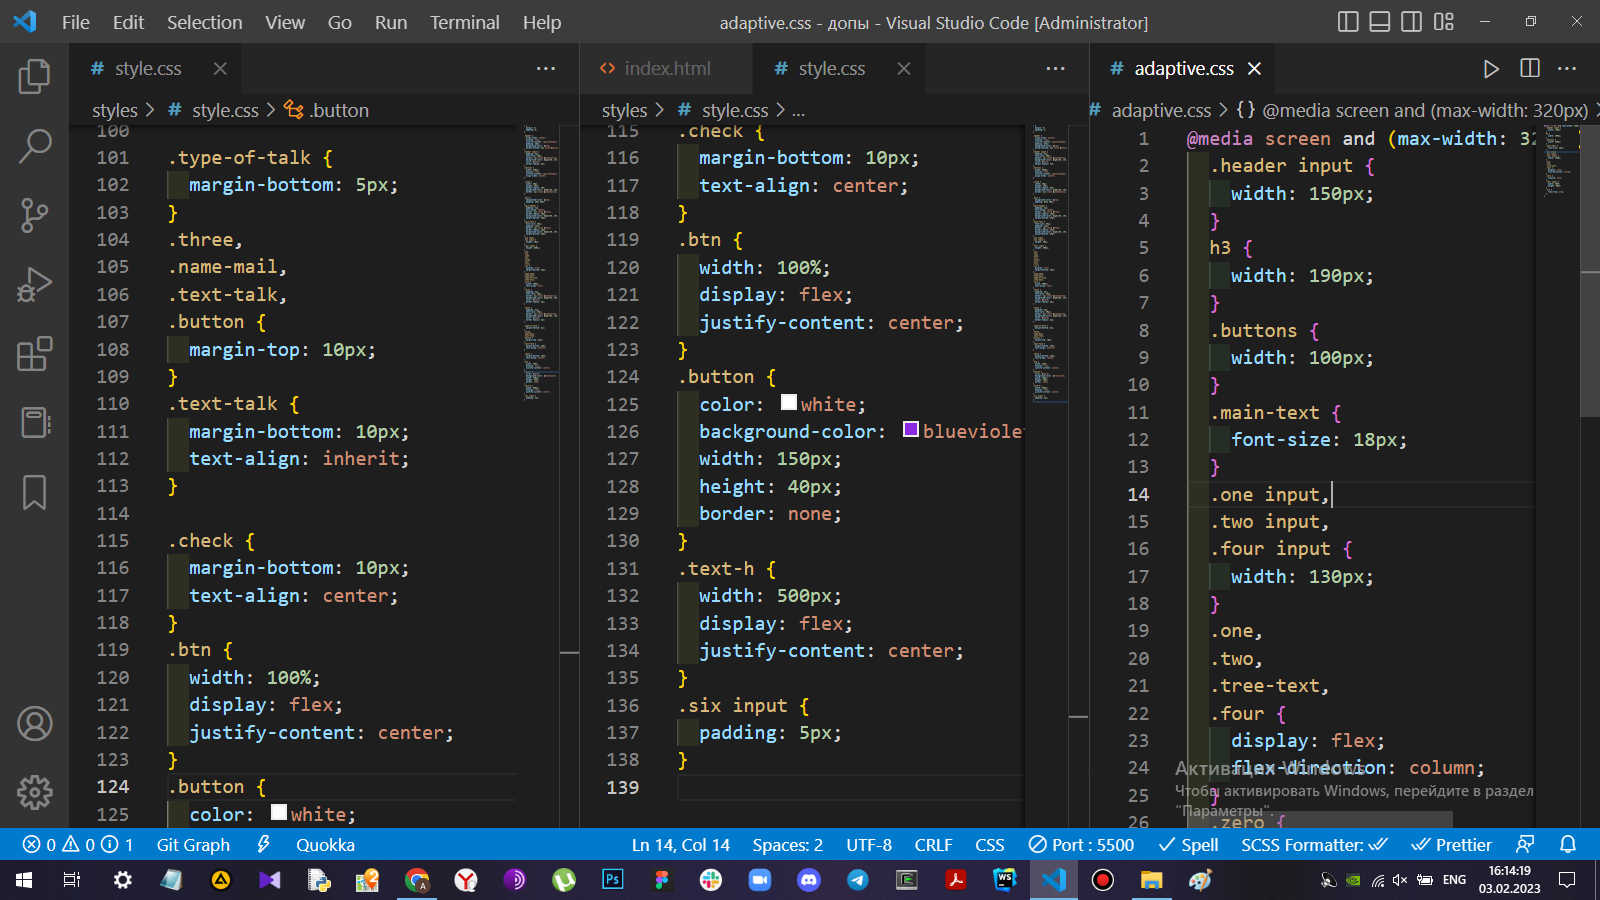 File Edit Selection View Go Run Terminal Help
adaptive.css - допы - Visual Studio Code [Administrator]
# style.css
styles > # style.css > .button
100
101 .type-of-talk {
102 margin-bottom: 5px;
103 }
104 .three,
105 .name-mail,
106 .text-talk,
107 .button {
108 margin-top: 10px;
109 }
110 .text-talk {
111 margin-bottom: 10px;
112 text-align: inherit;
113 }
114
115 .check {
116 margin-bottom: 10px;
117 text-align: center;
118 }
119 .btn {
120 width: 100%;
121 display: flex;
122 justify-content: center;
123 }
124 .button {
125 color: white;
index.html # style.css
styles > # style.css > ...
115 .check {
116 margin-bottom: 10px;
117 text-align: center;
118 }
119 .btn {
120 width: 100%;
121 display: flex;
122 justify-content: center;
123 }
124 .button {
125 color: white;
126 background-color: blueviolet
127 width: 150px;
128 height: 40px;
129 border: none;
130 }
131 .text-h {
132 width: 500px;
133 display: flex;
134 justify-content: center;
135 }
136 .six input {
137 padding: 5px;
138 }
139
# adaptive.css
# adaptive.css > {} @media screen and (max-width: 320px) >
1 @media screen and (max-width: 32
2 .header input {
3 width: 150px;
4 }
5 h3 {
6 width: 190px;
7 }
8 .buttons {
9 width: 100px;
10 }
11 .main-text {
12 font-size: 18px;
13 }
14 .one input,
15 .two input,
16 .four input {
17 width: 130px;
18 }
19 .one,
20 .two,
21 .tree-text,
22 .four {
23 display: flex;
24 flex-direction: column;
25 }
26 .zero {
Активация Windows
Чтобы активировать Windows, перейдите в раздел
"Параметры".
0 0 1 Git Graph Quokka Ln 14, Col 14 Spaces: 2 UTF-8 CRLF CSS Port : 5500 Spell SCSS Formatter: Prettier
ENG
16:14:19
03.02.2023